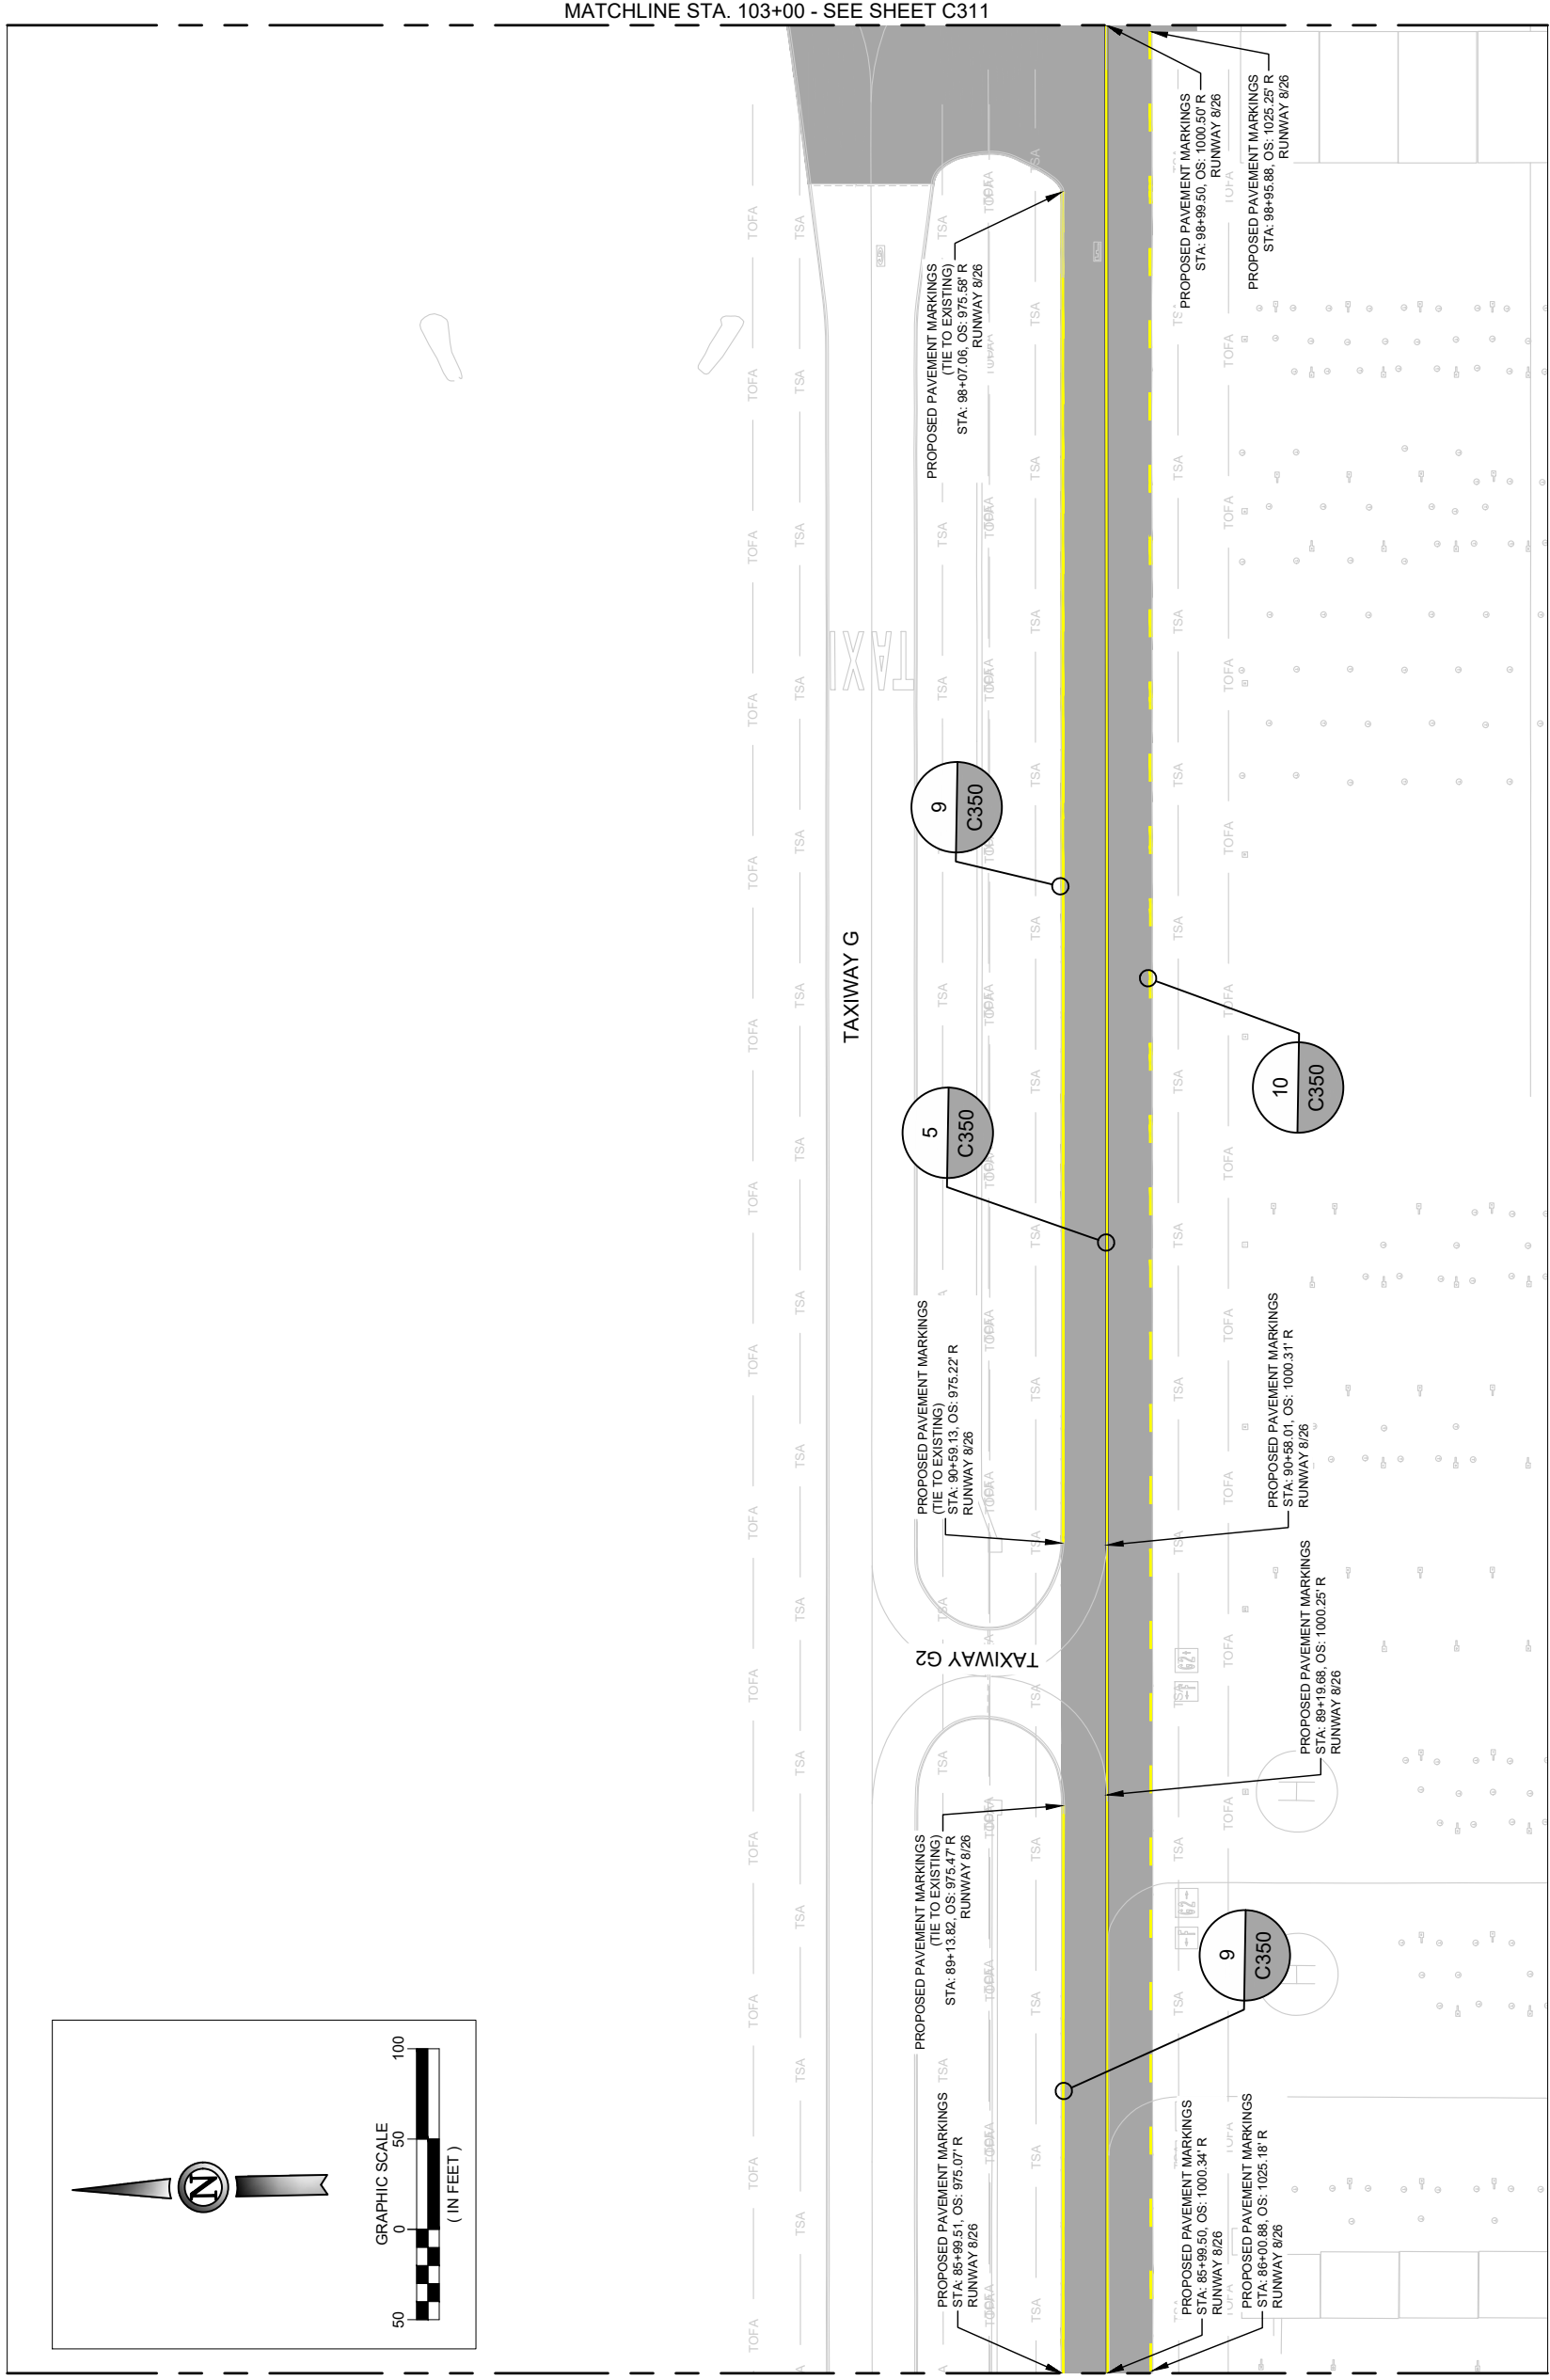 MATCHLINE STA. 103+00 - SEE SHEET C311
PROPOSED PAVEMENT MARKINGS
STA: 98+99.50, OS: 1000.50' R
RUNWAY 8/26
PROPOSED PAVEMENT MARKINGS
STA: 98+95.88, OS: 1025.25' R
RUNWAY 8/26
PROPOSED PAVEMENT MARKINGS
(TIE TO EXISTING)
STA: 98+07.06, OS: 975.58' R
RUNWAY 8/26
TAXI
9
C350
TAXIWAY G
10
C350
5
C350
PROPOSED PAVEMENT MARKINGS
(TIE TO EXISTING)
STA: 90+59.13, OS: 975.22' R
RUNWAY 8/26
PROPOSED PAVEMENT MARKINGS
STA: 90+58.01, OS: 1000.31' R
RUNWAY 8/26
TAXIWAY G2
PROPOSED PAVEMENT MARKINGS
STA: 89+19.68, OS: 1000.25' R
RUNWAY 8/26
PROPOSED PAVEMENT MARKINGS
(TIE TO EXISTING)
STA: 89+13.82, OS: 975.47' R
RUNWAY 8/26
H
H
9
C350
PROPOSED PAVEMENT MARKINGS
STA: 85+99.51, OS: 975.07' R
RUNWAY 8/26
PROPOSED PAVEMENT MARKINGS
STA: 85+99.50, OS: 1000.34' R
RUNWAY 8/26
PROPOSED PAVEMENT MARKINGS
STA: 86+00.88, OS: 1025.18' R
RUNWAY 8/26
TOFA
TSA
TSA
TOFA
TSA
TSA
TOFA
N
GRAPHIC SCALE
50 0 50 100
( IN FEET )